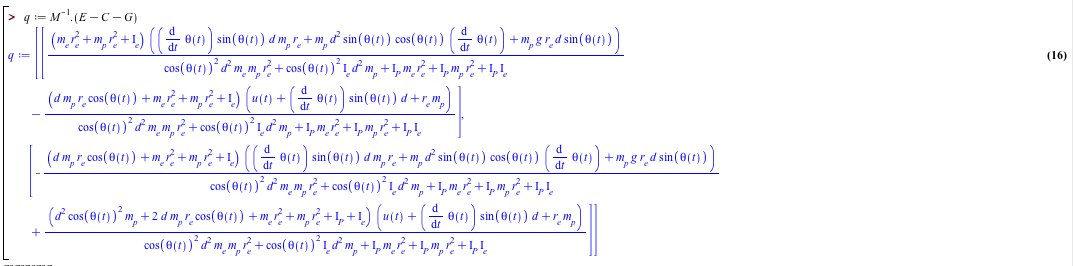 > q := M^-1.(E − C − G)
q := [[ ((m_e r_e^2 + m_p r_e^2 + I_e) ((d/dt θ(t)) sin(θ(t)) d m_p r_e + m_p d^2 sin(θ(t)) cos(θ(t)) (d/dt θ(t)) + m_p g r_e d sin(θ(t)))) / (cos(θ(t))^2 d^2 m_e m_p r_e^2 + cos(θ(t))^2 I_e d^2 m_p + I_P m_e r_e^2 + I_P m_p r_e^2 + I_P I_e) (16)
− ((d m_p r_e cos(θ(t)) + m_e r_e^2 + m_p r_e^2 + I_e) (u(t) + (d/dt θ(t)) sin(θ(t)) d + r_e m_p)) / (cos(θ(t))^2 d^2 m_e m_p r_e^2 + cos(θ(t))^2 I_e d^2 m_p + I_P m_e r_e^2 + I_P m_p r_e^2 + I_P I_e) ],
[ - ((d m_p r_e cos(θ(t)) + m_e r_e^2 + m_p r_e^2 + I_e) ((d/dt θ(t)) sin(θ(t)) d m_p r_e + m_p d^2 sin(θ(t)) cos(θ(t)) (d/dt θ(t)) + m_p g r_e d sin(θ(t)))) / (cos(θ(t))^2 d^2 m_e m_p r_e^2 + cos(θ(t))^2 I_e d^2 m_p + I_P m_e r_e^2 + I_P m_p r_e^2 + I_P I_e)
+ ((d^2 cos(θ(t))^2 m_p + 2 d m_p r_e cos(θ(t)) + m_e r_e^2 + m_p r_e^2 + I_P + I_e) (u(t) + (d/dt θ(t)) sin(θ(t)) d + r_e m_p)) / (cos(θ(t))^2 d^2 m_e m_p r_e^2 + cos(θ(t))^2 I_e d^2 m_p + I_P m_e r_e^2 + I_P m_p r_e^2 + I_P I_e) ]]